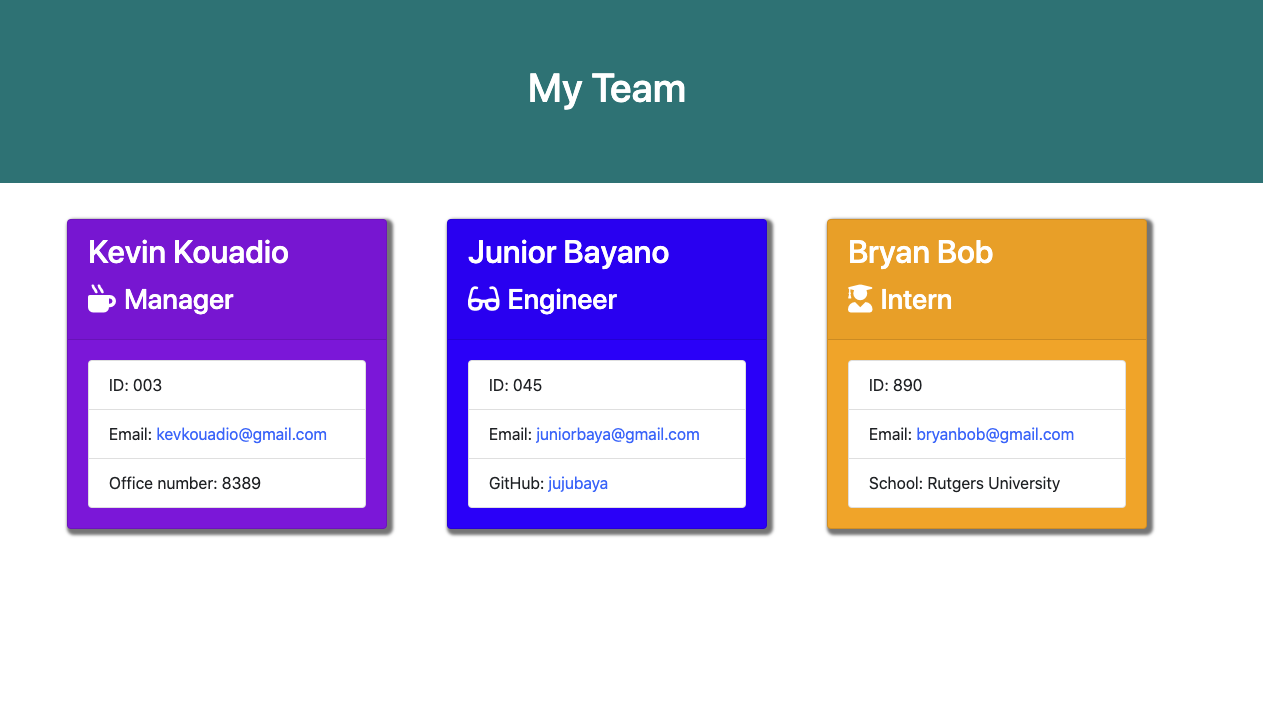 My Team
Kevin Kouadio
Manager
ID: 003
Email: kevkouadio@gmail.com
Office number: 8389
Junior Bayano
Engineer
ID: 045
Email: juniorbaya@gmail.com
GitHub: jujubaya
Bryan Bob
Intern
ID: 890
Email: bryanbob@gmail.com
School: Rutgers University